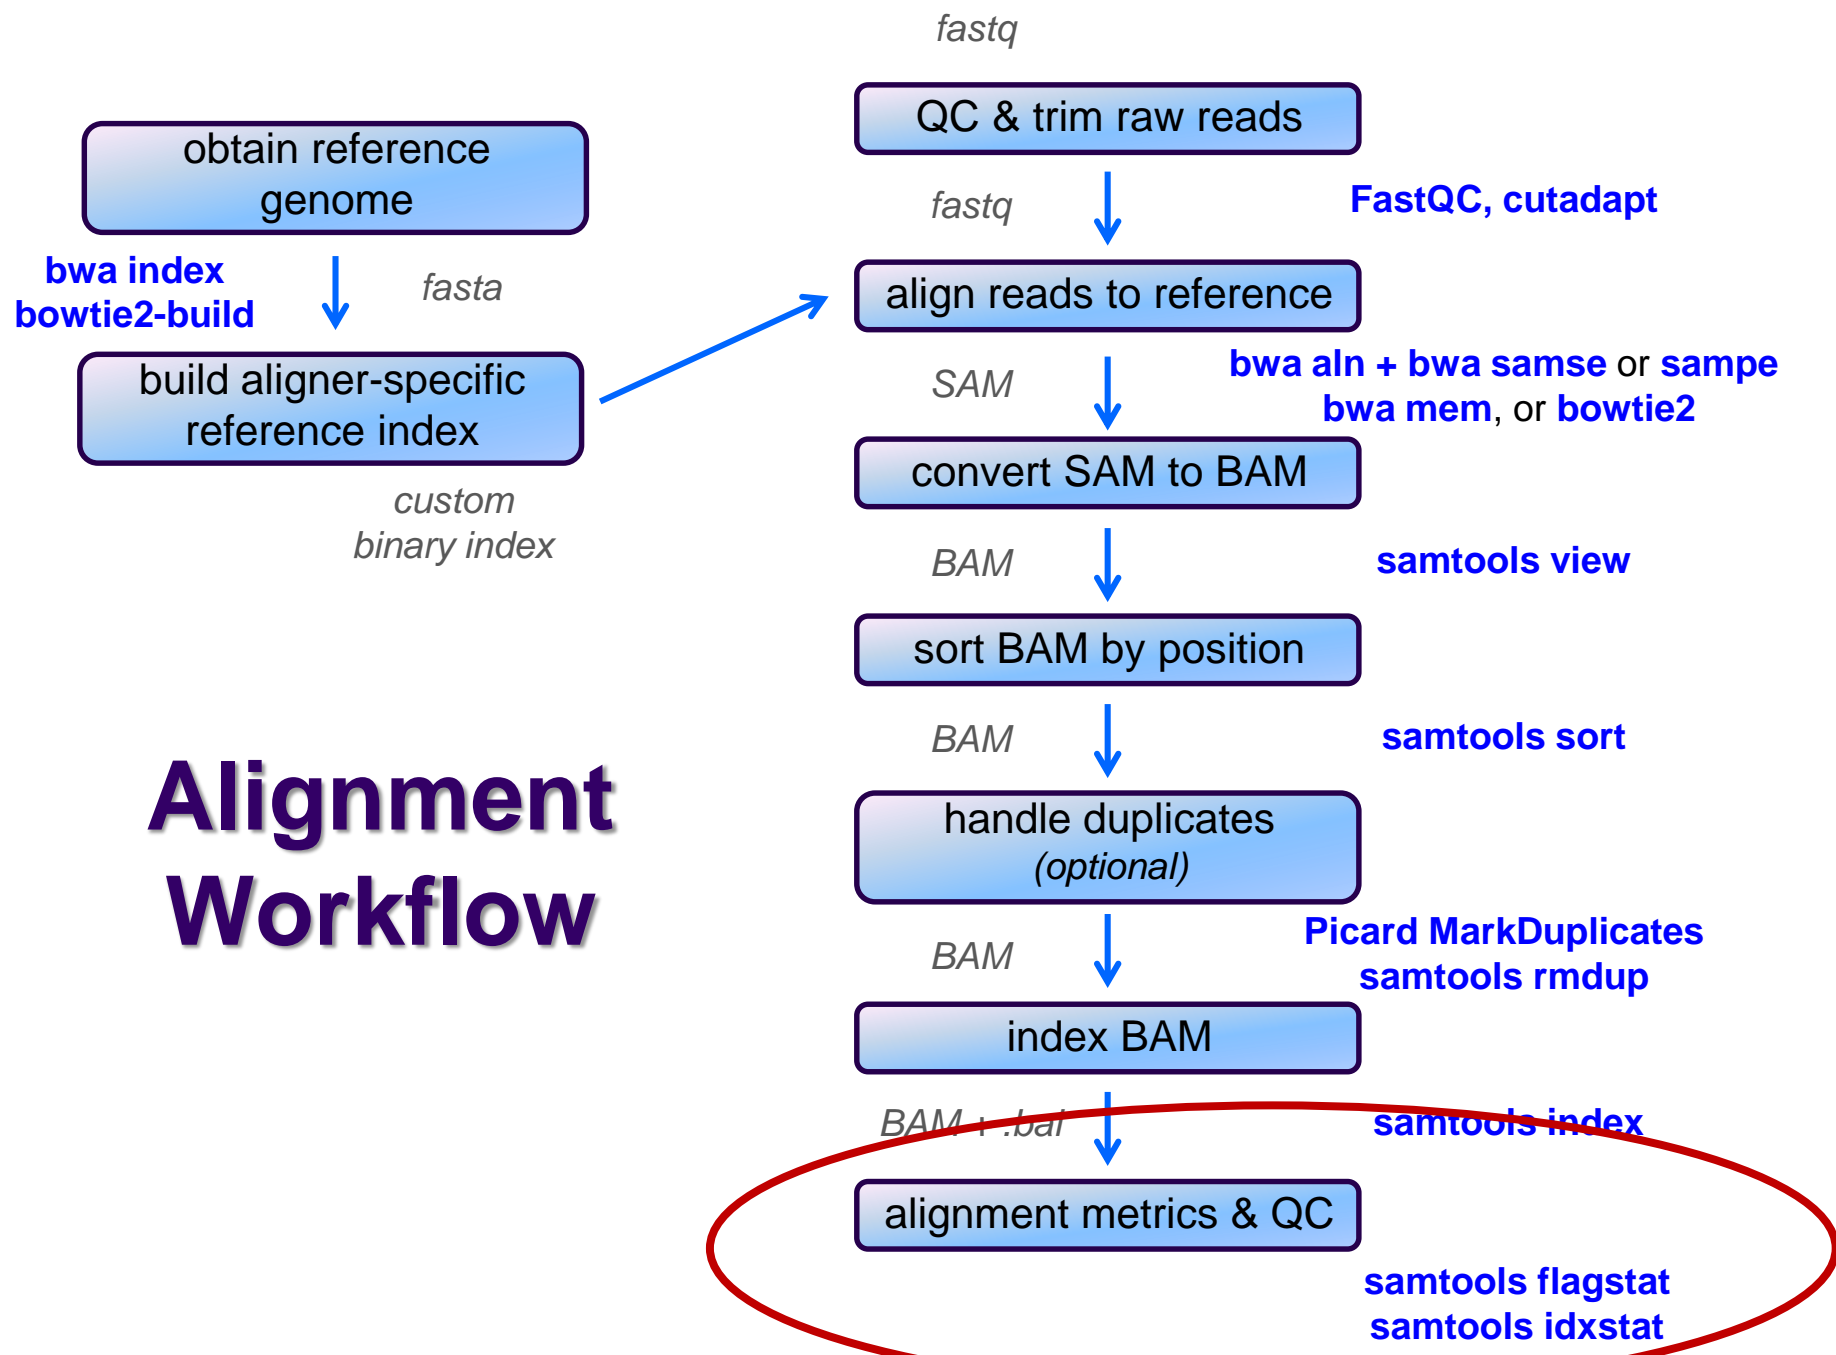 fastq
QC & trim raw reads
fastq
FastQC, cutadapt
obtain reference
genome
bwa index
bowtie2-build
fasta
build aligner-specific
reference index
custom
binary index
align reads to reference
SAM
bwa aln + bwa samse or sampe
bwa mem, or bowtie2
convert SAM to BAM
BAM
samtools view
sort BAM by position
BAM
samtools sort
handle duplicates
(optional)
BAM
Picard MarkDuplicates
samtools rmdup
index BAM
BAM + .bai
samtools index
alignment metrics & QC
samtools flagstat
samtools idxstat
Alignment
Workflow